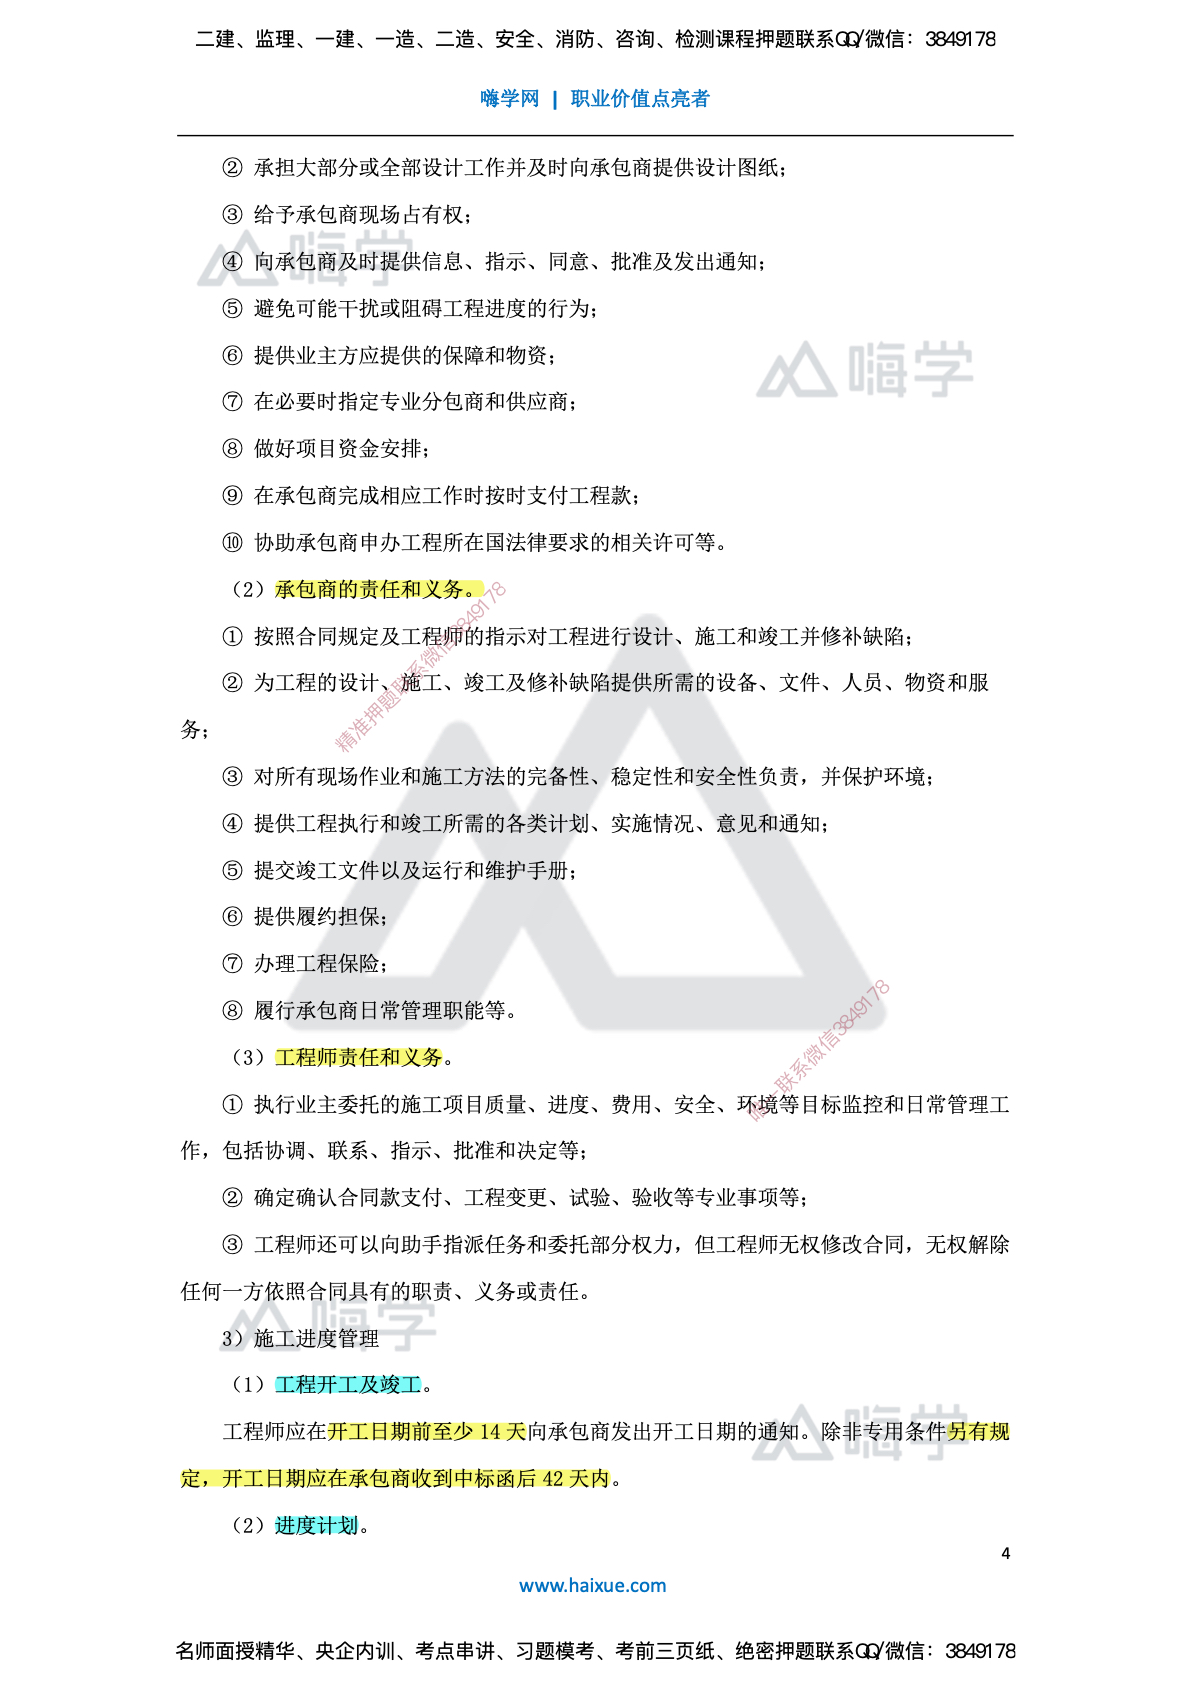 二建、监理、一建、一造、二造、安全、消防、咨询、检测课程押题联系QQ/微信：3849178
嗨学网 | 职业价值点亮者
② 承担大部分或全部设计工作并及时向承包商提供设计图纸；
③ 给予承包商现场占有权；
嗨学
④ 向承包商及时提供信息、指示、同意、批准及发出通知；
⑤ 避免可能干扰或阻碍工程进度的行为；
⑥ 提供业主方应提供的保障和物资；
嗨学
⑦ 在必要时指定专业分包商和供应商；
⑧ 做好项目资金安排；
⑨ 在承包商完成相应工作时按时支付工程款；
⑩ 协助承包商申办工程所在国法律要求的相关许可等。
（2）承包商的责任和义务。
① 按照合同规定及工程师的指示对工程进行设计、施工和竣工并修补缺陷；
精准押题联系微信3849178
② 为工程的设计、施工、竣工及修补缺陷提供所需的设备、文件、人员、物资和服
务；
③ 对所有现场作业和施工方法的完备性、稳定性和安全性负责，并保护环境；
④ 提供工程执行和竣工所需的各类计划、实施情况、意见和通知；
⑤ 提交竣工文件以及运行和维护手册；
⑥ 提供履约担保；
⑦ 办理工程保险；
⑧ 履行承包商日常管理职能等。
（3）工程师责任和义务。
唯一联系微信3849178
① 执行业主委托的施工项目质量、进度、费用、安全、环境等目标监控和日常管理工
作，包括协调、联系、指示、批准和决定等；
② 确定确认合同款支付、工程变更、试验、验收等专业事项等；
③ 工程师还可以向助手指派任务和委托部分权力，但工程师无权修改合同，无权解除
任何一方依照合同具有的职责、义务或责任。
嗨学
3）施工进度管理
（1）工程开工及竣工。
工程师应在开工日期前至少 14 天向承包商发出开工日期的通知。除非专用条件另有规
嗨学
定，开工日期应在承包商收到中标函后 42 天内。
（2）进度计划。
4
www.haixue.com
名师面授精华、央企内训、考点串讲、习题模考、考前三页纸、绝密押题联系QQ/微信：3849178